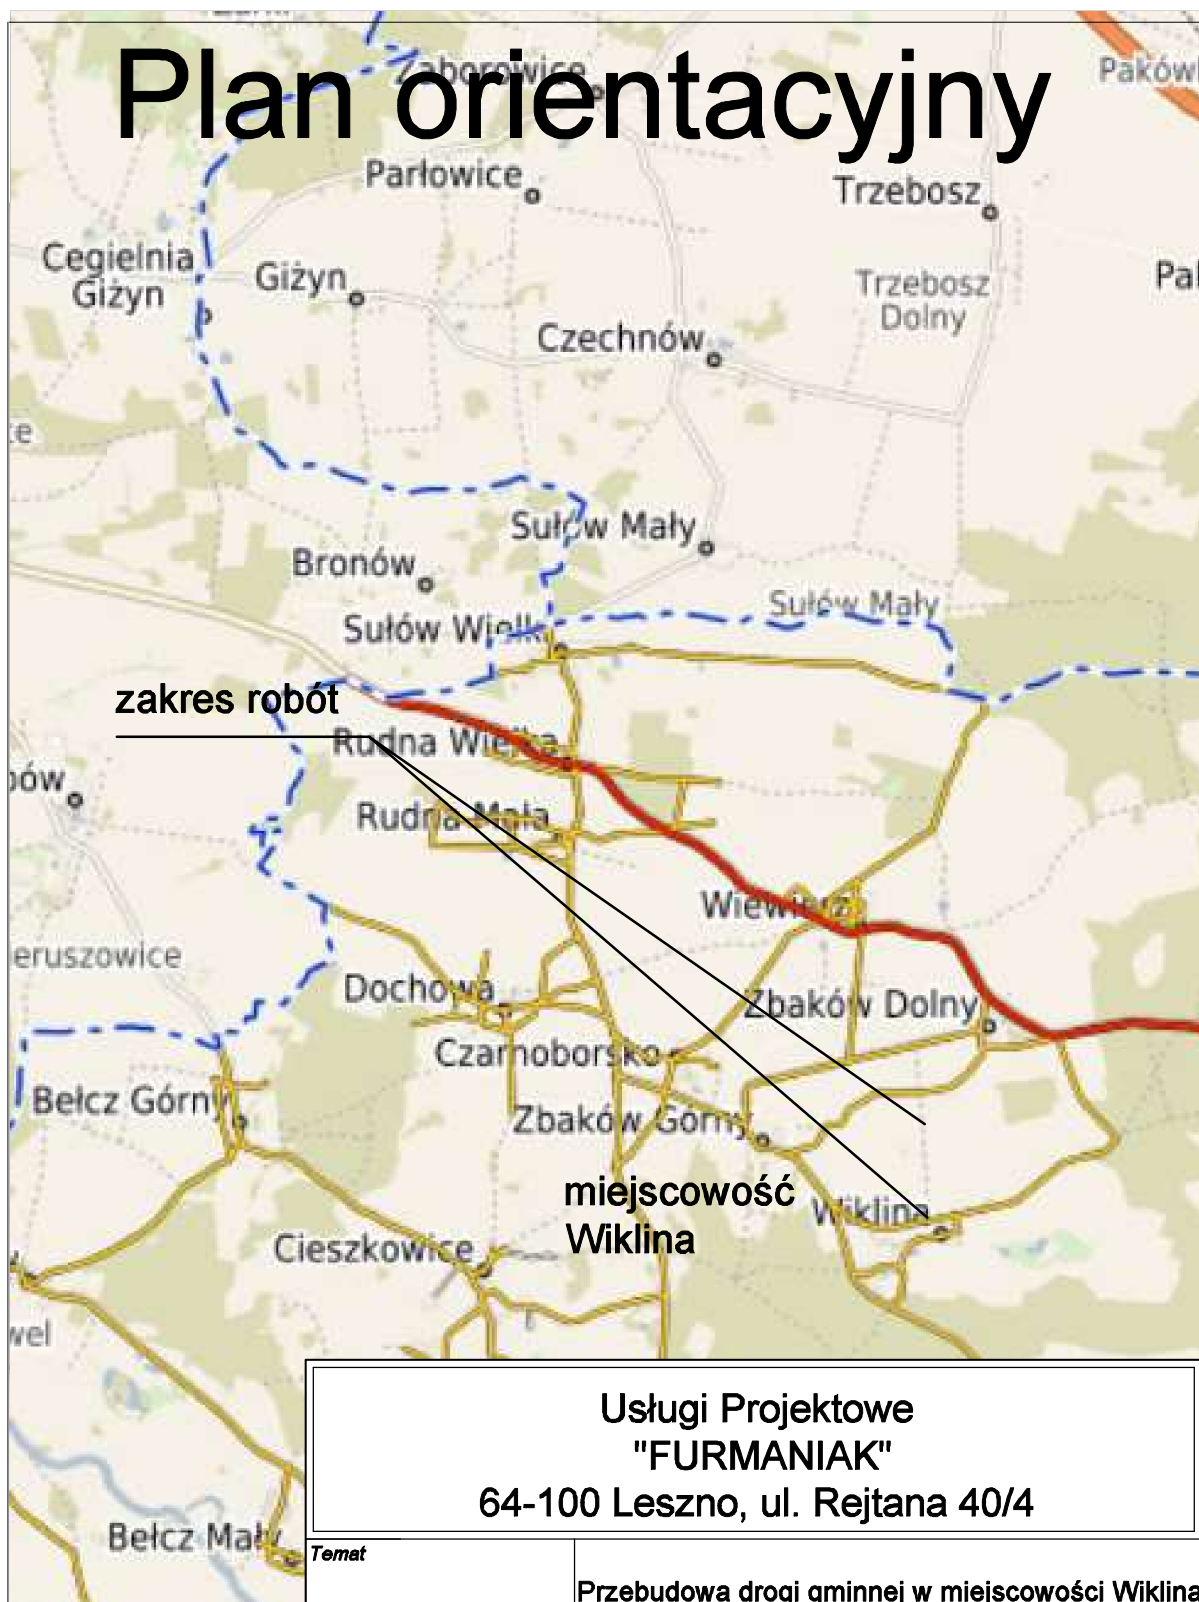 Plan orientacyjny
Zaborowice
Parłowice
Trzebosz
Cegielnia
Giżyn
Giżyn
Trzebosz
Dolny
Czechnów
Sułów Mały
Bronów
Sułów Mały
Sułów Wielki
zakres robót
Rudna Wielka
Rudna Mała
Wiewierz
Dochowa
Zbaków Dolny
Czarnoborsko
Bełcz Górny
Zbaków Górny
miejscowość
Wiklina
Wiklina
Cieszkowice
Usługi Projektowe
"FURMANIAK"
64-100 Leszno, ul. Rejtana 40/4
Bełcz Mały
Temat
Przebudowa drogi gminnej w miejscowości Wiklina